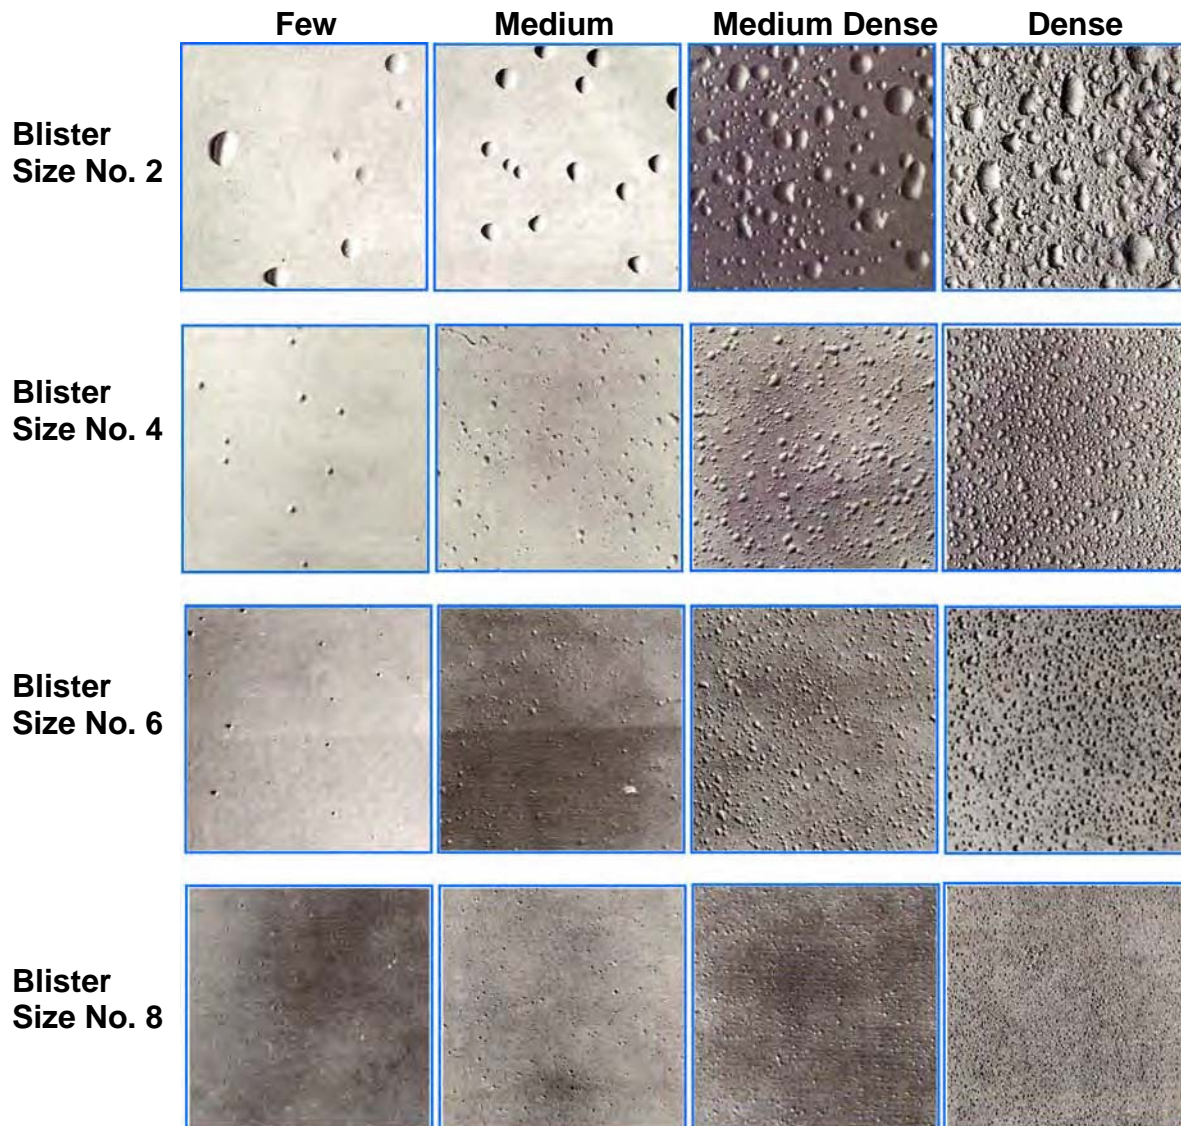 Few Medium Medium Dense Dense
Blister
Size No. 2
Blister
Size No. 4
Blister
Size No. 6
Blister
Size No. 8